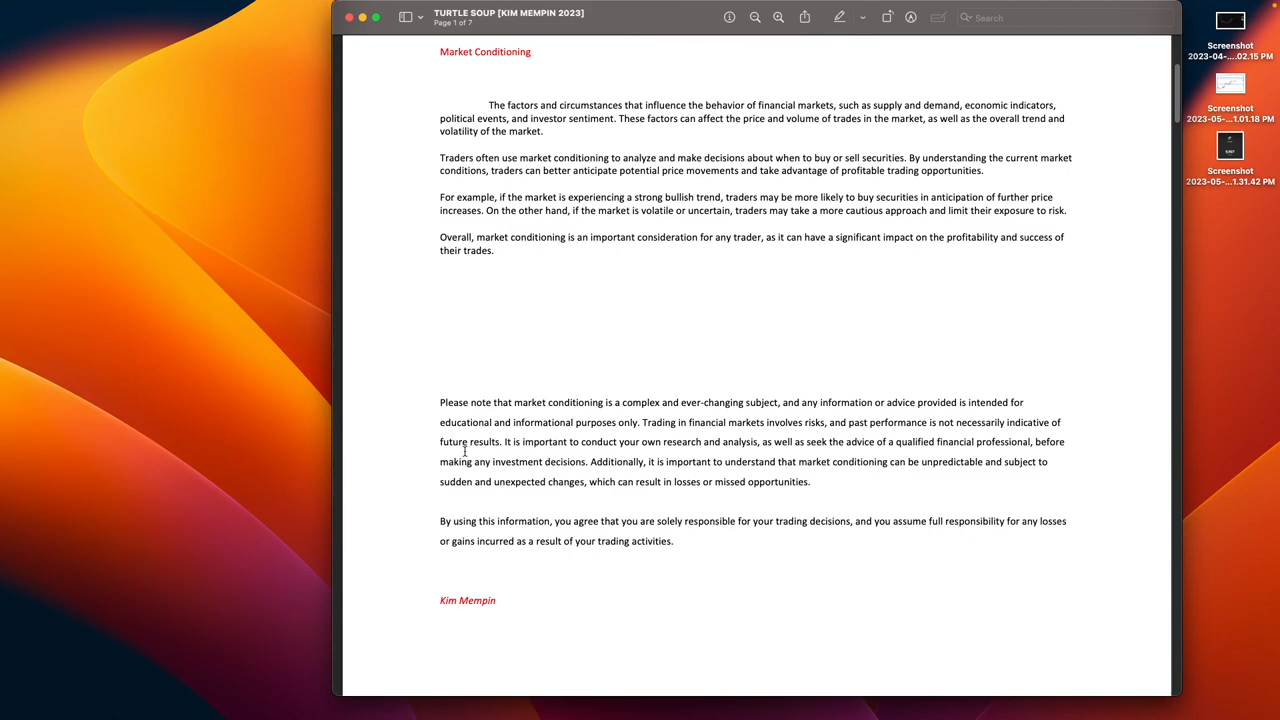 TURTLE SOUP [KIM MEMPIN 2023]
Page 1 of 7
Search
Market Conditioning
The factors and circumstances that influence the behavior of financial markets, such as supply and demand, economic indicators,
political events, and investor sentiment. These factors can affect the price and volume of trades in the market, as well as the overall trend and
volatility of the market.
Traders often use market conditioning to analyze and make decisions about when to buy or sell securities. By understanding the current market
conditions, traders can better anticipate potential price movements and take advantage of profitable trading opportunities.
For example, if the market is experiencing a strong bullish trend, traders may be more likely to buy securities in anticipation of further price
increases. On the other hand, if the market is volatile or uncertain, traders may take a more cautious approach and limit their exposure to risk.
Overall, market conditioning is an important consideration for any trader, as it can have a significant impact on the profitability and success of
their trades.
Please note that market conditioning is a complex and ever-changing subject, and any information or advice provided is intended for
educational and informational purposes only. Trading in financial markets involves risks, and past performance is not necessarily indicative of
future results. It is important to conduct your own research and analysis, as well as seek the advice of a qualified financial professional, before
making any investment decisions. Additionally, it is important to understand that market conditioning can be unpredictable and subject to
sudden and unexpected changes, which can result in losses or missed opportunities.
By using this information, you agree that you are solely responsible for your trading decisions, and you assume full responsibility for any losses
or gains incurred as a result of your trading activities.
Kim Mempin
Screenshot
2023-04-....02.15 PM
Screenshot
2023-05-...1.01.18 PM
Screenshot
2023-05-...1.31.42 PM